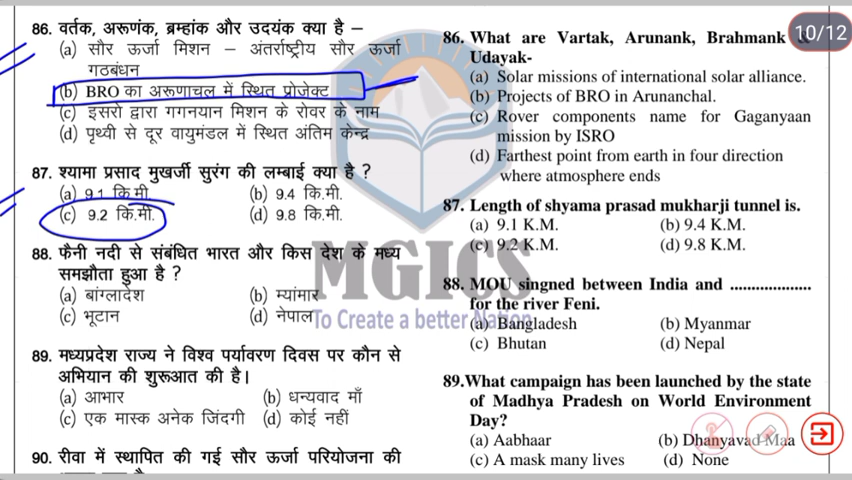 86. वर्तक, अरूणंक, ब्रम्हांक और उदयंक क्या है –
(a) सौर ऊर्जा मिशन – अंतर्राष्ट्रीय सौर ऊर्जा
गठबंधन
(b) BRO का अरूणाचल में स्थित प्रोजेक्ट
(c) इसरो द्वारा गगनयान मिशन के रोवर के नाम
(d) पृथ्वी से दूर वायुमंडल में स्थित अंतिम केन्द्र
87. श्यामा प्रसाद मुखर्जी सुरंग की लम्बाई क्या है ?
(a) 9.1 कि.मी. (b) 9.4 कि.मी.
(c) 9.2 कि.मी. (d) 9.8 कि.मी.
88. फैनी नदी से संबंधित भारत और किस देश के मध्य
समझौता हुआ है ?
(a) बांग्लादेश (b) म्यांमार
(c) भूटान (d) नेपाल
89. मध्यप्रदेश राज्य ने विश्व पर्यावरण दिवस पर कौन से
अभियान की शुरूआत की है।
(a) आभार (b) धन्यवाद माँ
(c) एक मास्क अनेक जिंदगी (d) कोई नहीं
90. रीवा में स्थापित की गई सौर ऊर्जा परियोजना की
86. What are Vartak, Arunank, Brahmank &
Udayak-
(a) Solar missions of international solar alliance.
(b) Projects of BRO in Arunanchal.
(c) Rover components name for Gaganyaan
mission by ISRO
(d) Farthest point from earth in four direction
where atmosphere ends
87. Length of shyama prasad mukharji tunnel is.
(a) 9.1 K.M. (b) 9.4 K.M.
(c) 9.2 K.M. (d) 9.8 K.M.
88. MOU singned between India and ...................
for the river Feni.
(a) Bangladesh (b) Myanmar
(c) Bhutan (d) Nepal
89.What campaign has been launched by the state
of Madhya Pradesh on World Environment
Day?
(a) Aabhaar (b) Dhanyavad Maa
(c) A mask many lives (d) None
10/12
MGICS
To Create a better Nation